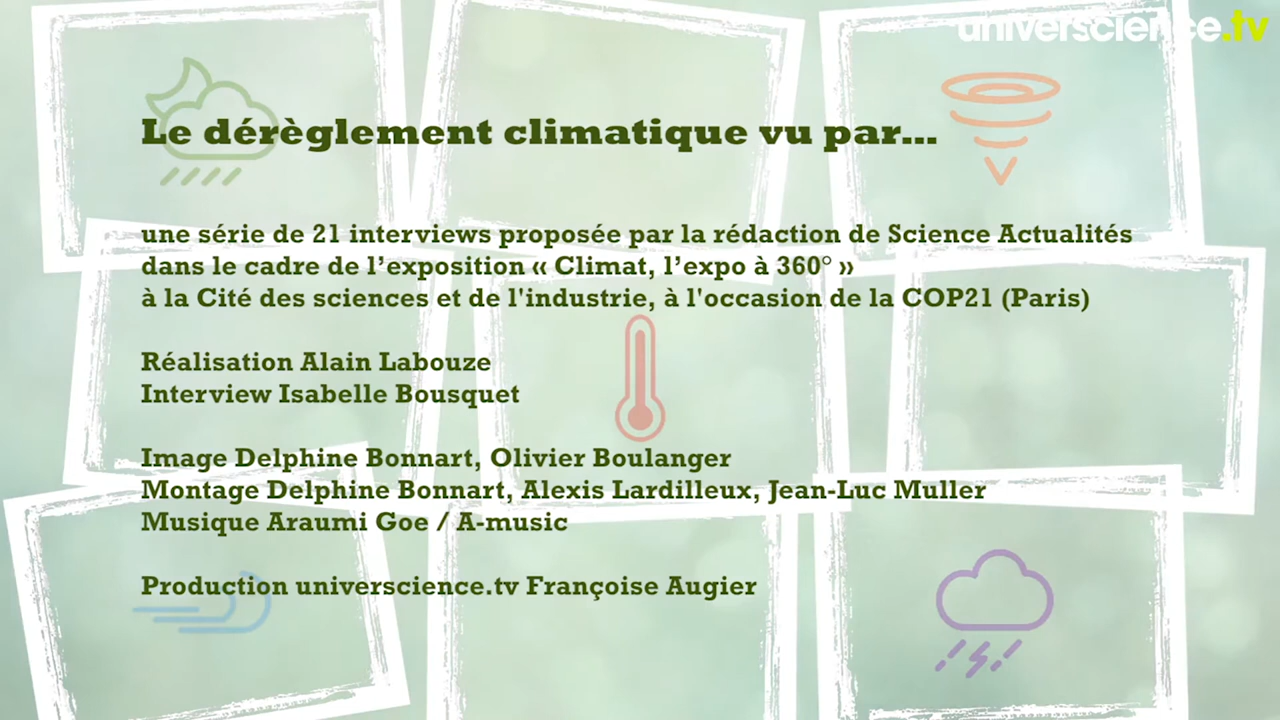 universcience.tv
Le dérèglement climatique vu par...
une série de 21 interviews proposée par la rédaction de Science Actualités
dans le cadre de l’exposition « Climat, l’expo à 360° »
à la Cité des sciences et de l'industrie, à l'occasion de la COP21 (Paris)
Réalisation Alain Labouze
Interview Isabelle Bousquet
Image Delphine Bonnart, Olivier Boulanger
Montage Delphine Bonnart, Alexis Lardilleux, Jean-Luc Muller
Musique Araumi Goe / A-music
Production universcience.tv Françoise Augier